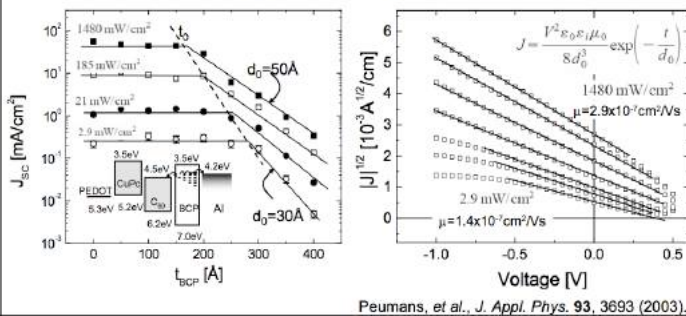 1480 mW/cm²
185 mW/cm²
21 mW/cm²
2.9 mW/cm²
t₀
d₀=50Å
d₀=30Å
J_SC [mA/cm²]
10²
10¹
10⁰
10⁻¹
10⁻²
10⁻³
PEDOT
5.3eV
3.5eV
CuPc
5.2eV
4.5eV
C₆₀
6.2eV
3.5eV
BCP
7.0eV
4.2eV
Al
0 100 200 300 400
t_BCP [Å]
|J|^1/2 [10⁻³ A^1/2/cm]
6
5
4
3
2
1
0
J = V²ε₀ε_iμ₀ / 8d₀³ exp(−t/d₀)
1480 mW/cm²
μ=2.9x10⁻⁷cm²/Vs
2.9 mW/cm²
μ=1.4x10⁻⁷cm²/Vs
-1.0 -0.5 0.0 0.5
Voltage [V]
Peumans, et al., J. Appl. Phys. 93, 3693 (2003).